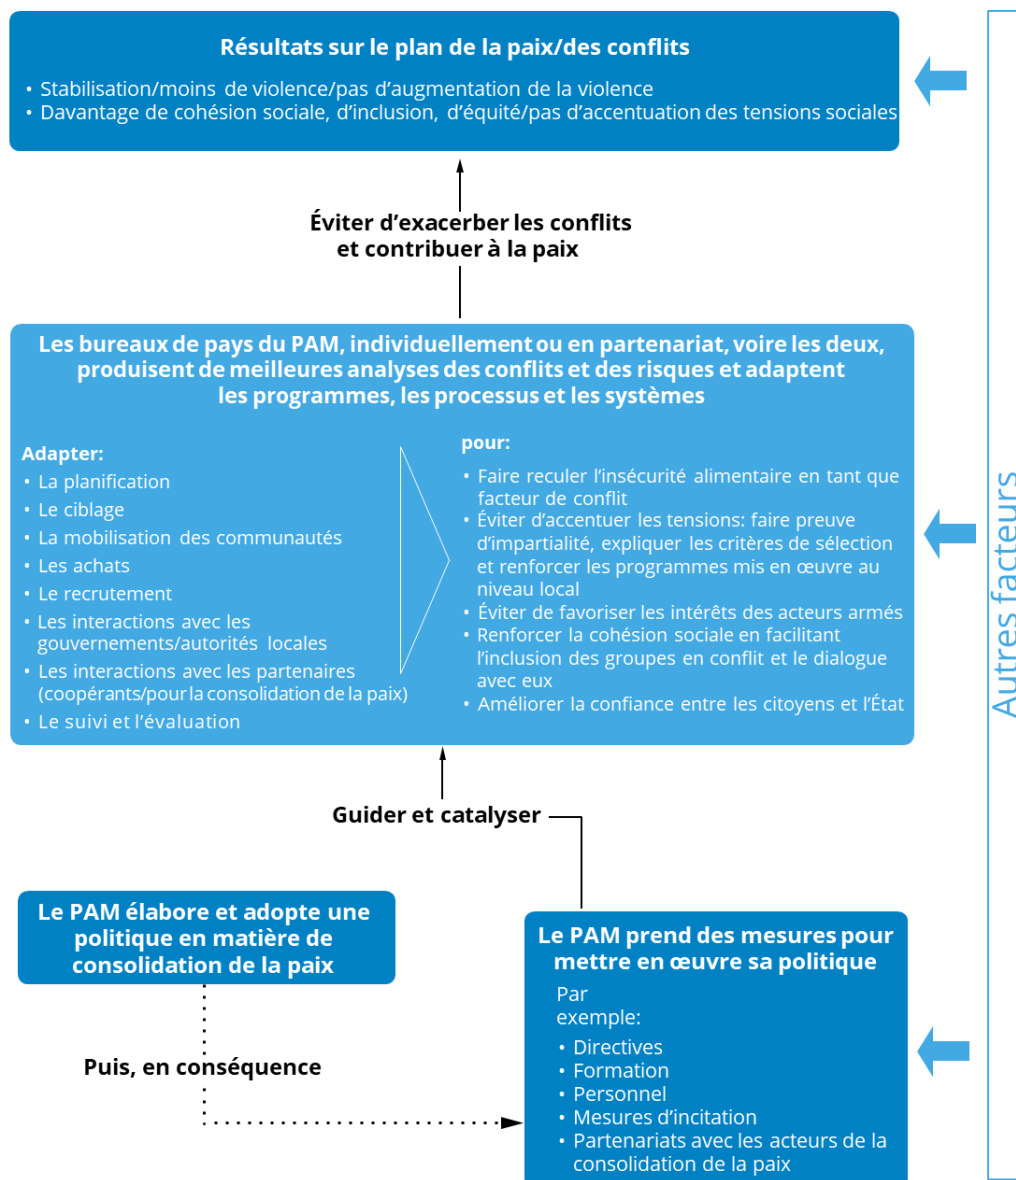 Résultats sur le plan de la paix/des conflits
• Stabilisation/moins de violence/pas d’augmentation de la violence
• Davantage de cohésion sociale, d’inclusion, d’équité/pas d’accentuation des tensions sociales
Éviter d’exacerber les conflits
et contribuer à la paix
Les bureaux de pays du PAM, individuellement ou en partenariat, voire les deux,
produisent de meilleures analyses des conflits et des risques et adaptent
les programmes, les processus et les systèmes
Adapter:
• La planification
• Le ciblage
• La mobilisation des communautés
• Les achats
• Le recrutement
• Les interactions avec les
gouvernements/autorités locales
• Les interactions avec les partenaires
(coopérants/pour la consolidation de la paix)
• Le suivi et l’évaluation
pour:
• Faire reculer l’insécurité alimentaire en tant que
facteur de conflit
• Éviter d’accentuer les tensions: faire preuve
d’impartialité, expliquer les critères de sélection
et renforcer les programmes mis en œuvre au
niveau local
• Éviter de favoriser les intérêts des acteurs armés
• Renforcer la cohésion sociale en facilitant
l’inclusion des groupes en conflit et le dialogue
avec eux
• Améliorer la confiance entre les citoyens et l’État
Guider et catalyser
Le PAM élabore et adopte une
politique en matière de
consolidation de la paix
Puis, en conséquence
Le PAM prend des mesures pour
mettre en œuvre sa politique
Par
exemple:
• Directives
• Formation
• Personnel
• Mesures d’incitation
• Partenariats avec les acteurs de la
consolidation de la paix
Autres facteurs